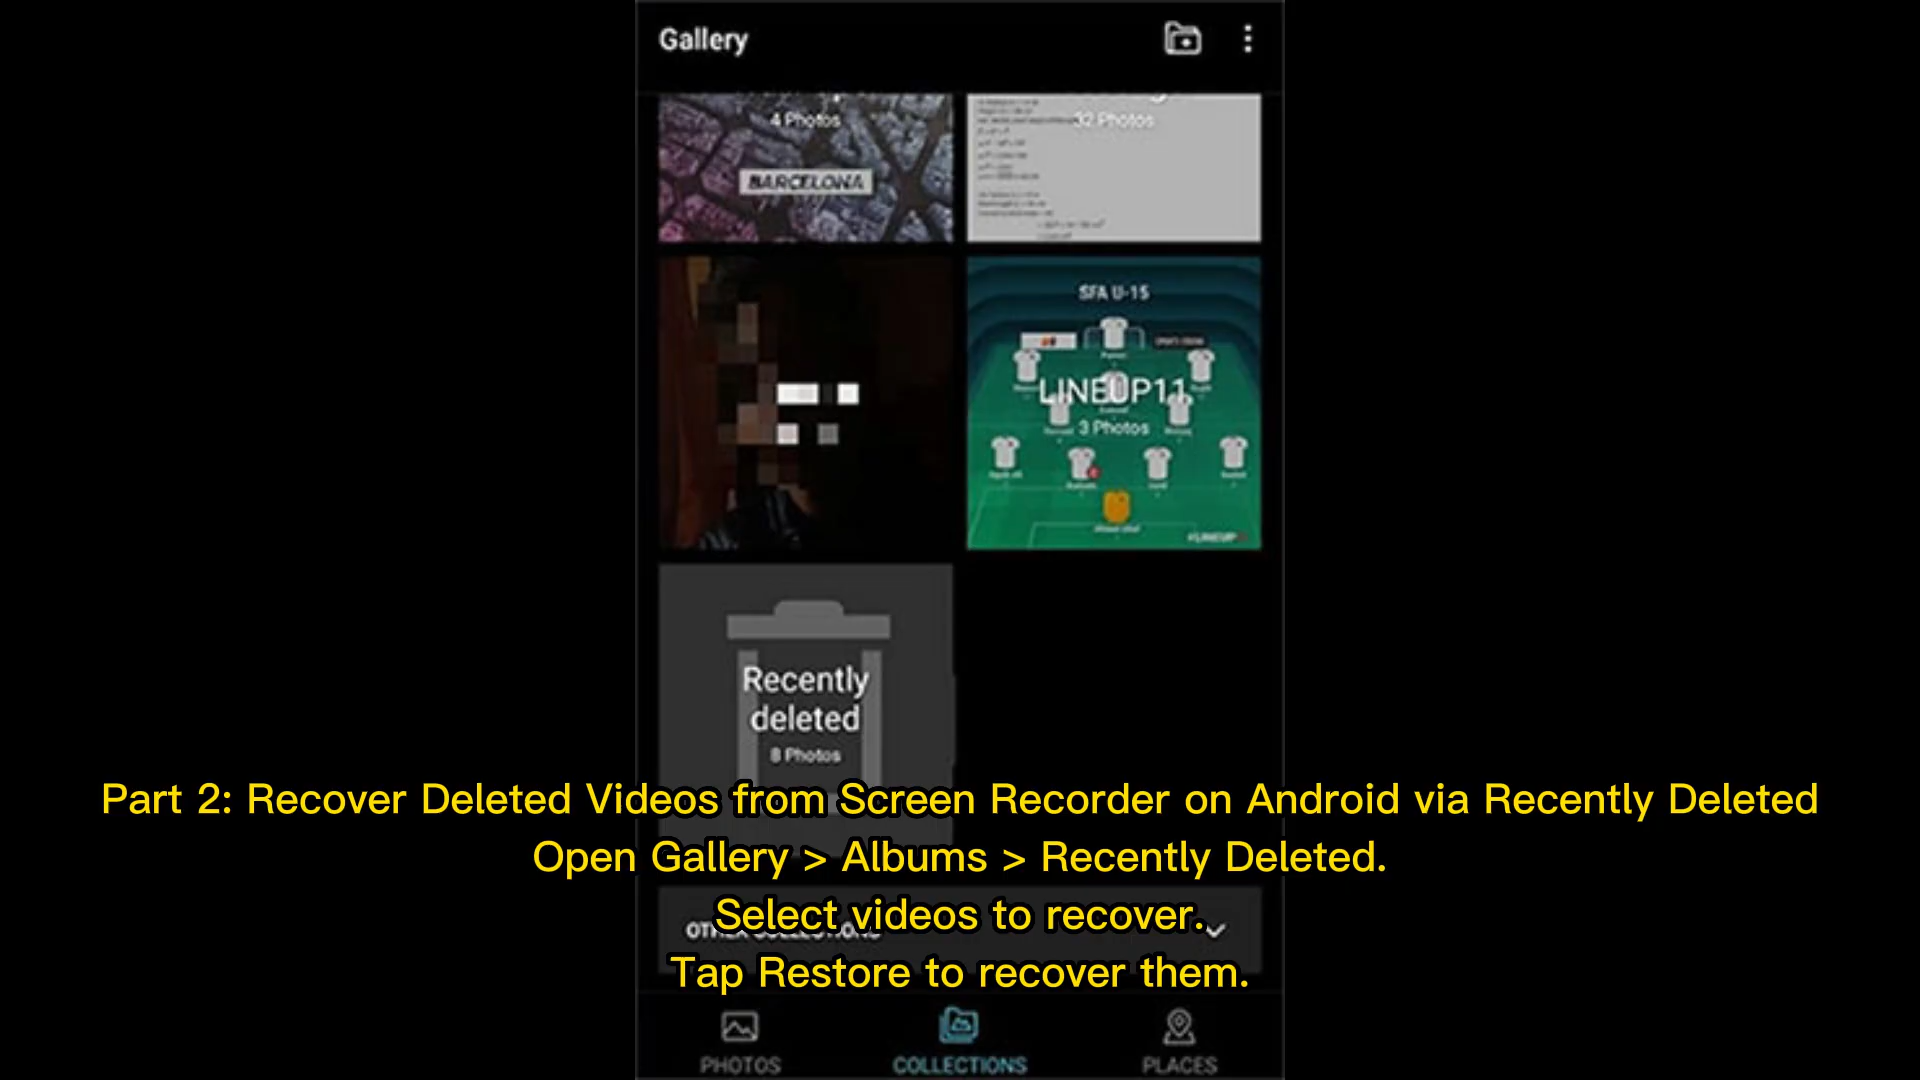 Gallery
4 Photos
32 Photos
BARCELONA
SFA U-15
LINEUP11
3 Photos
Recently
deleted
8 Photos
Part 2: Recover Deleted Videos from Screen Recorder on Android via Recently Deleted
Open Gallery > Albums > Recently Deleted.
Select videos to recover.
OTHER COLLECTIONS
Tap Restore to recover them.
PHOTOS
COLLECTIONS
PLACES